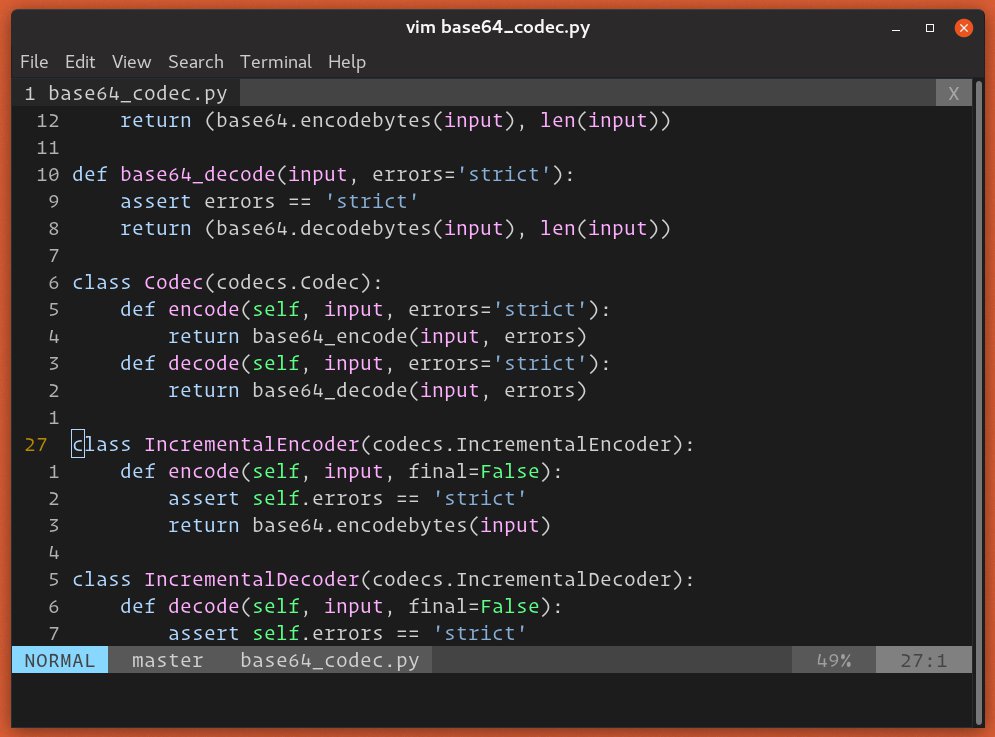 vim base64_codec.py
File Edit View Search Terminal Help
1 base64_codec.py X
12     return (base64.encodebytes(input), len(input))
11
10 def base64_decode(input, errors='strict'):
9     assert errors == 'strict'
8     return (base64.decodebytes(input), len(input))
7
6 class Codec(codecs.Codec):
5     def encode(self, input, errors='strict'):
4         return base64_encode(input, errors)
3     def decode(self, input, errors='strict'):
2         return base64_decode(input, errors)
1
27 class IncrementalEncoder(codecs.IncrementalEncoder):
1     def encode(self, input, final=False):
2         assert self.errors == 'strict'
3         return base64.encodebytes(input)
4
5 class IncrementalDecoder(codecs.IncrementalDecoder):
6     def decode(self, input, final=False):
7         assert self.errors == 'strict'
NORMAL master base64_codec.py 49% 27:1